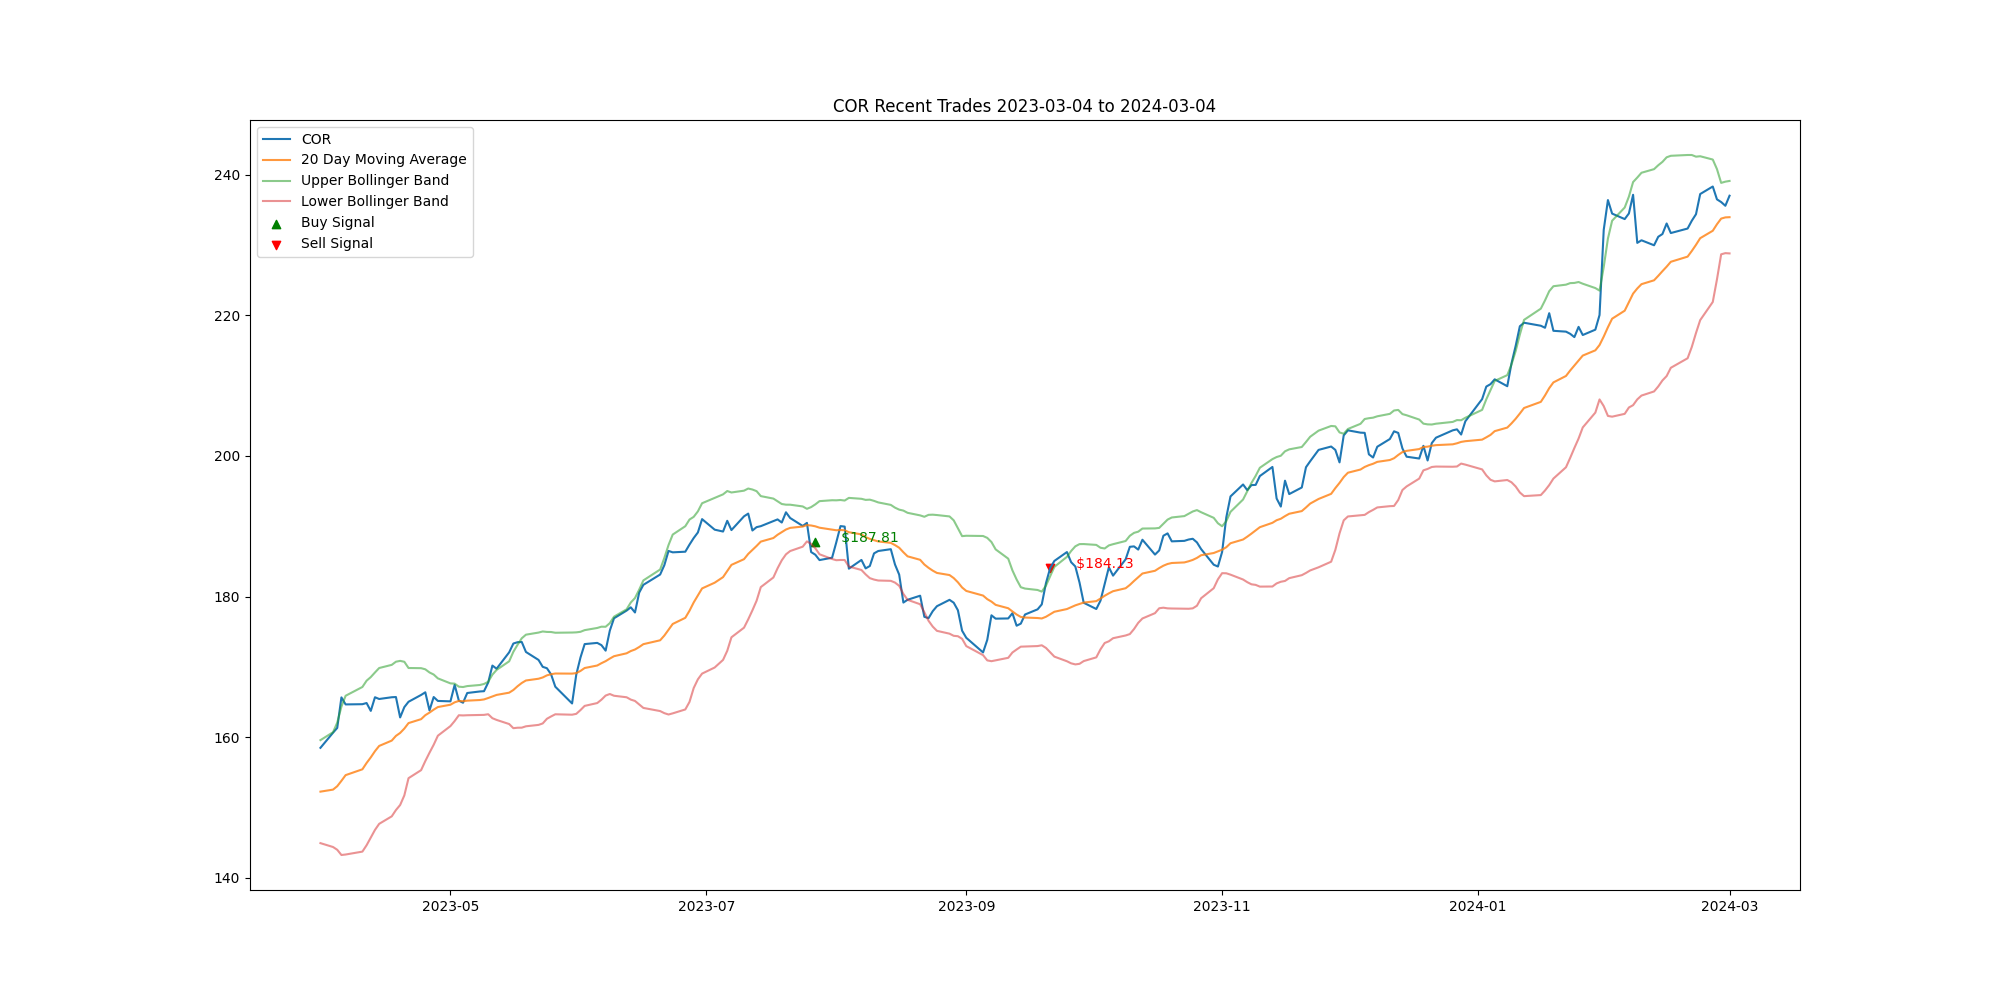 COR Recent Trades 2023-03-04 to 2024-03-04
COR
20 Day Moving Average
Upper Bollinger Band
Lower Bollinger Band
Buy Signal
Sell Signal
240
220
200
180
160
140
$187.81
$184.13
2023-05
2023-07
2023-09
2023-11
2024-01
2024-03